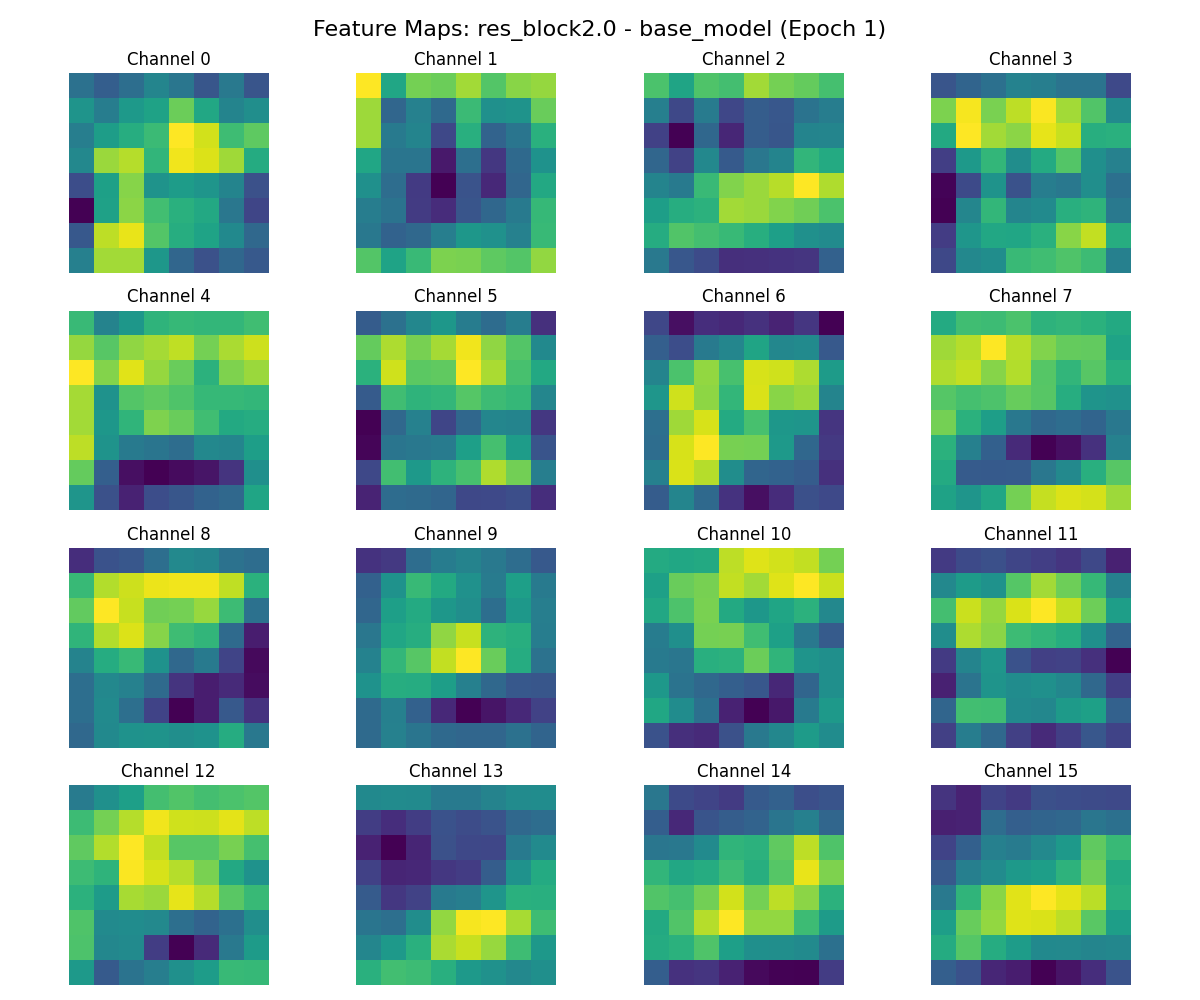 Feature Maps: res_block2.0 - base_model (Epoch 1)
Channel 0
Channel 1
Channel 2
Channel 3
Channel 4
Channel 5
Channel 6
Channel 7
Channel 8
Channel 9
Channel 10
Channel 11
Channel 12
Channel 13
Channel 14
Channel 15